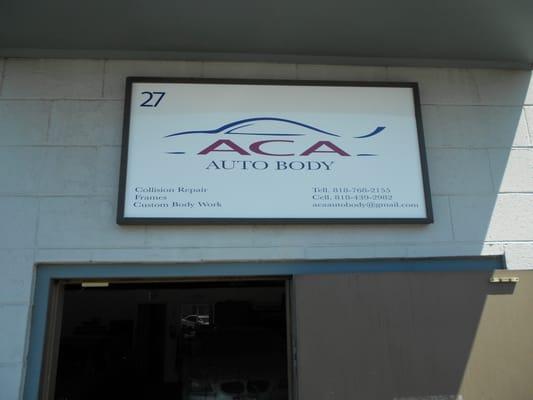 27
ACA
AUTO BODY
Collision Repair
Frames
Custom Body Work
Tell. 818-768-2155
Cell. 818-439-2982
acaautobody@gmail.com